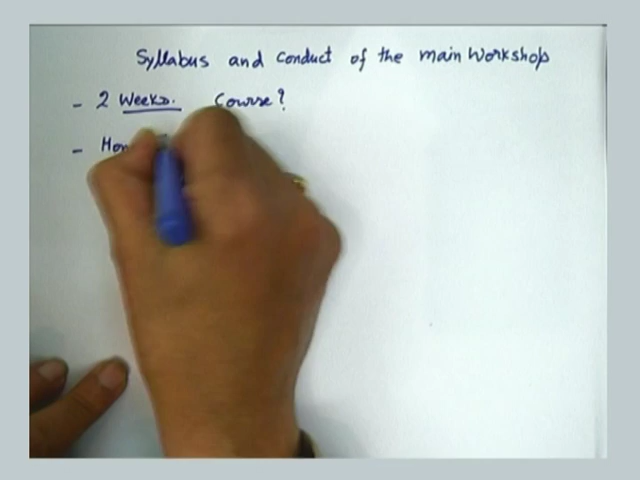 Syllabus and conduct of the main workshop
- 2 Weeks. Course?
-